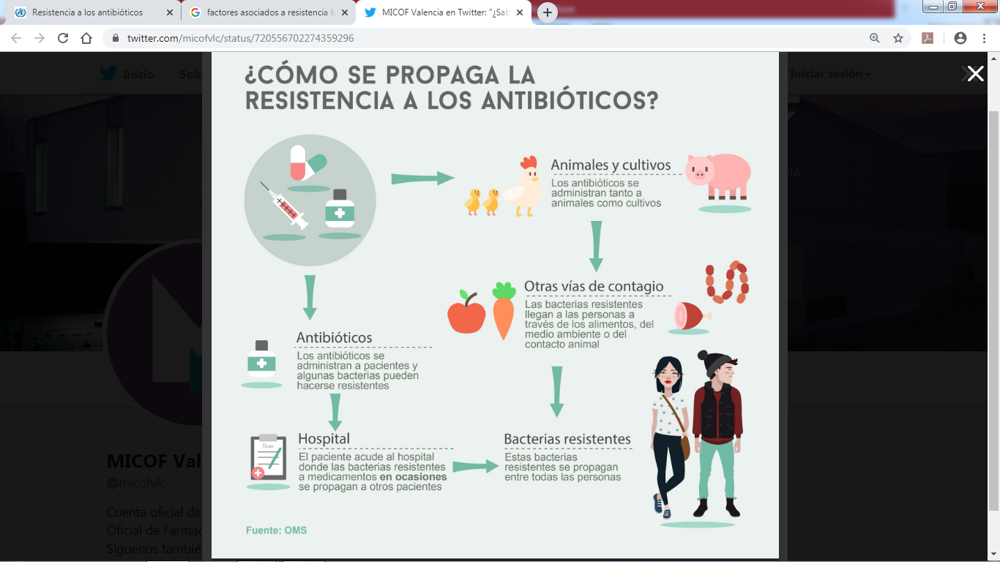 Resistencia a los antibióticos
factores asociados a resistencia b
MICOF Valencia en Twitter: "¿Sab
twitter.com/micofvlc/status/720556702274359296
Inicio
Sob
Iniciar sesión
¿CÓMO SE PROPAGA LA
RESISTENCIA A LOS ANTIBIÓTICOS?
Animales y cultivos
Los antibióticos se
administran tanto a
animales como cultivos
Otras vías de contagio
Las bacterias resistentes
llegan a las personas a
través de los alimentos, del
medio ambiente o del
contacto animal
Antibióticos
Los antibióticos se
administran a pacientes y
algunas bacterias pueden
hacerse resistentes
Hospital
El paciente acude al hospital
donde las bacterias resistentes
a medicamentos en ocasiones
se propagan a otros pacientes
Bacterias resistentes
Estas bacterias
resistentes se propagan
entre todas las personas
Fuente: OMS
MICOF Val
@micofvlc
Cuenta oficial de
Oficial de Farmac
Síguenos tambié